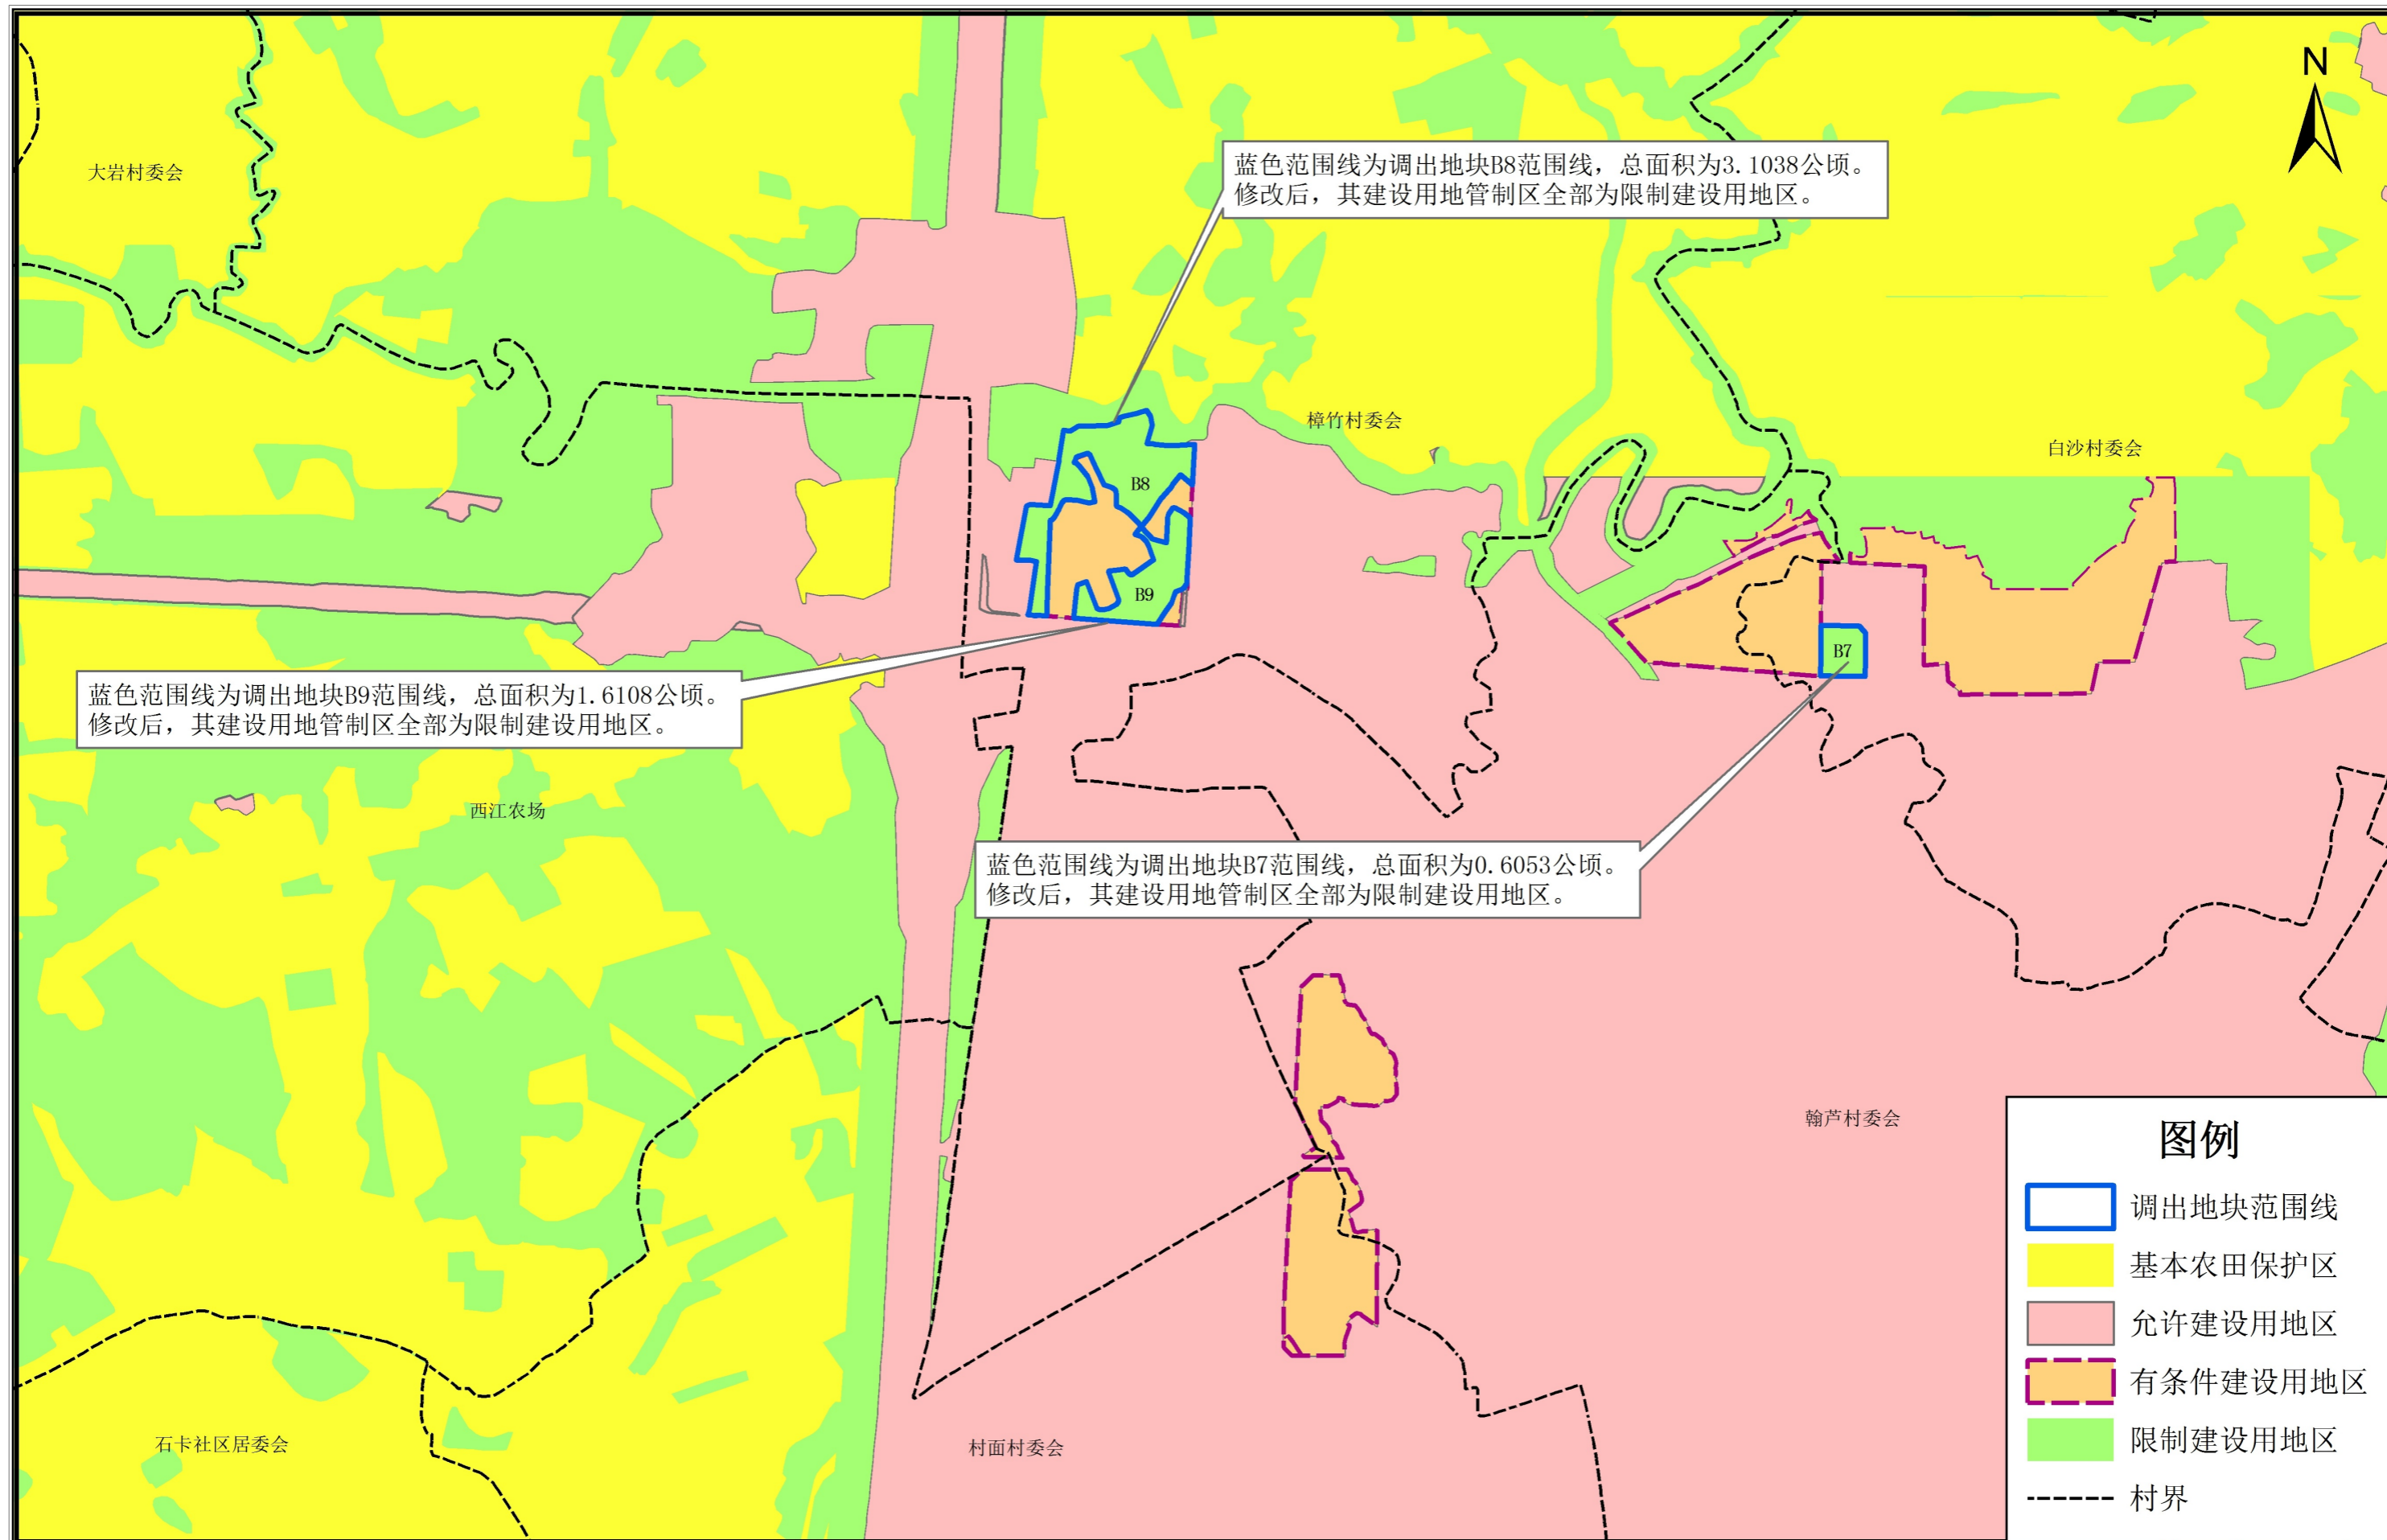 N
大岩村委会
蓝色范围线为调出地块B8范围线，总面积为3.1038公顷。
修改后，其建设用地管制区全部为限制建设用地区。
樟竹村委会
白沙村委会
B8
B9
B7
蓝色范围线为调出地块B9范围线，总面积为1.6108公顷。
修改后，其建设用地管制区全部为限制建设用地区。
西江农场
蓝色范围线为调出地块B7范围线，总面积为0.6053公顷。
修改后，其建设用地管制区全部为限制建设用地区。
翰芦村委会
石卡社区居委会
村面村委会
图例
调出地块范围线
基本农田保护区
允许建设用地区
有条件建设用地区
限制建设用地区
村界